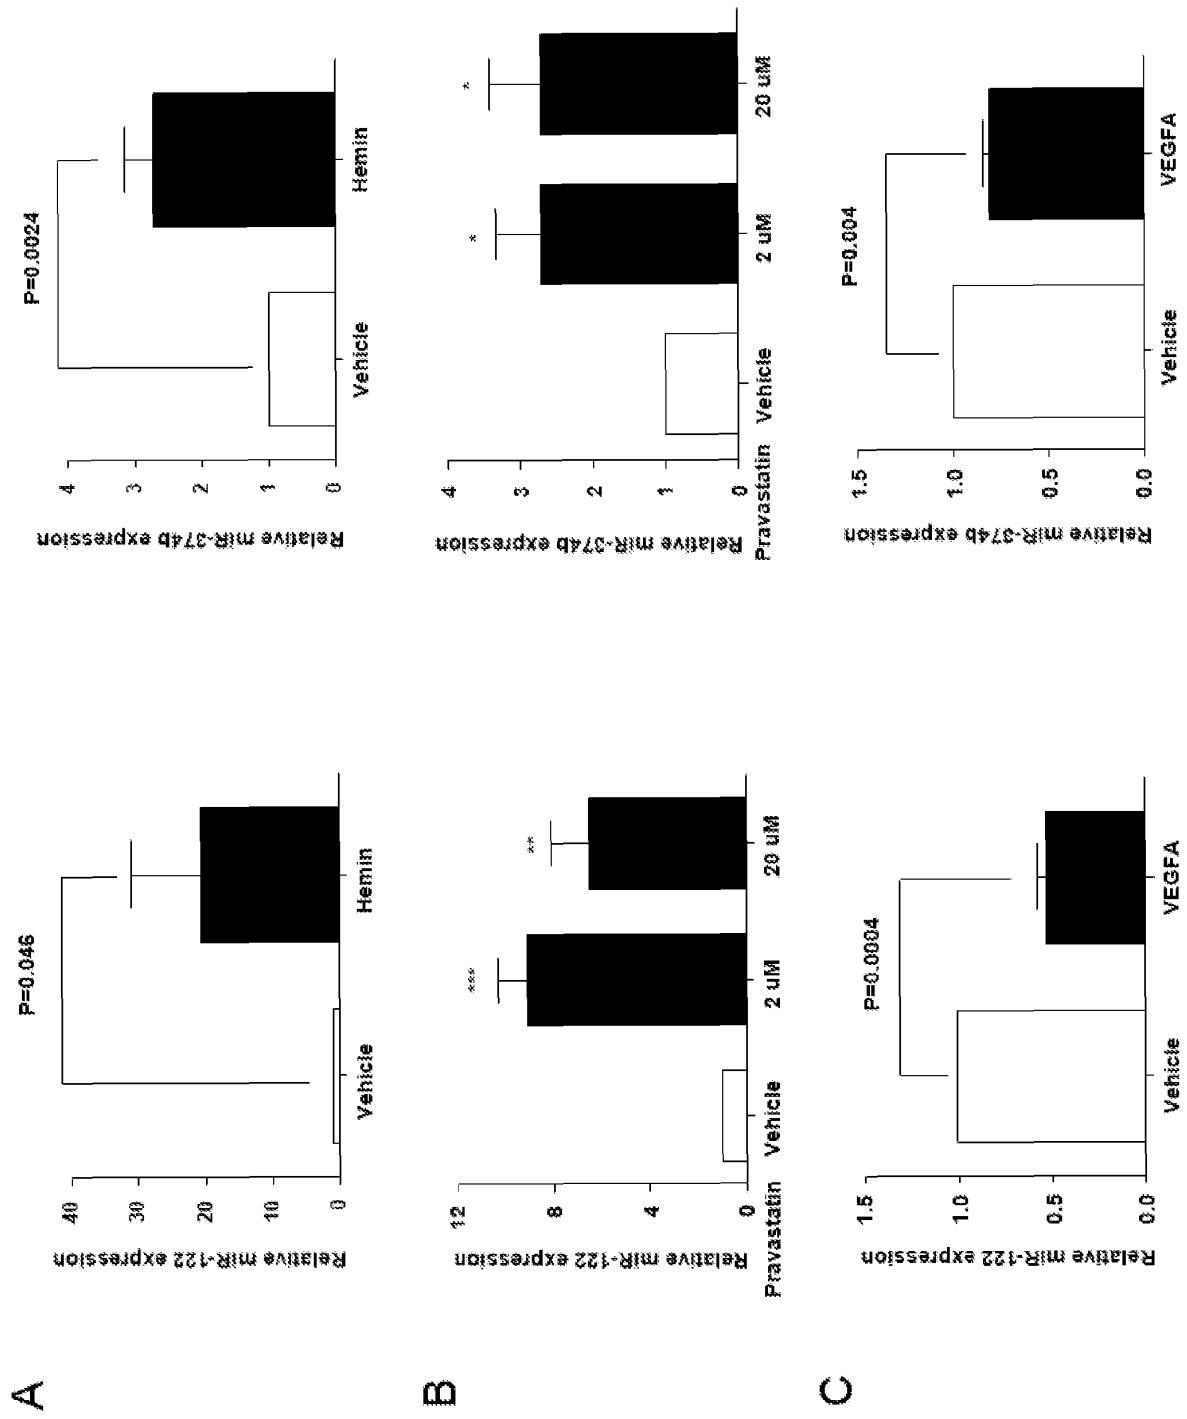 A
Relative miR-122 expression
40
30
20
10
0
P=0.046
Vehicle
Hemin
Relative miR-374b expression
4
3
2
1
0
P=0.0024
Vehicle
Hemin
B
Relative miR-122 expression
12
8
4
0
***
**
Pravastatin
Vehicle
2 uM
20 uM
Relative miR-374b expression
4
3
2
1
0
*
*
Pravastatin
Vehicle
2 uM
20 uM
C
Relative miR-122 expression
1.5
1.0
0.5
0.0
P=0.0004
Vehicle
VEGFA
Relative miR-374b expression
1.5
1.0
0.5
0.0
P=0.004
Vehicle
VEGFA